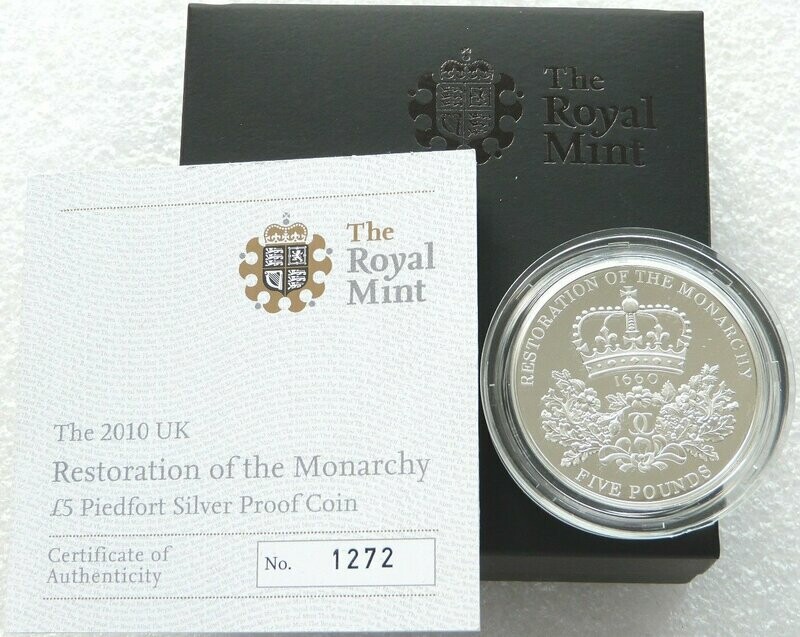 The
Royal
Mint
The
Royal
Mint
The 2010 UK
Restoration of the Monarchy
£5 Piedfort Silver Proof Coin
Certificate of
Authenticity
No. 1272
RESTORATION OF THE MONARCHY
1660
FIVE POUNDS